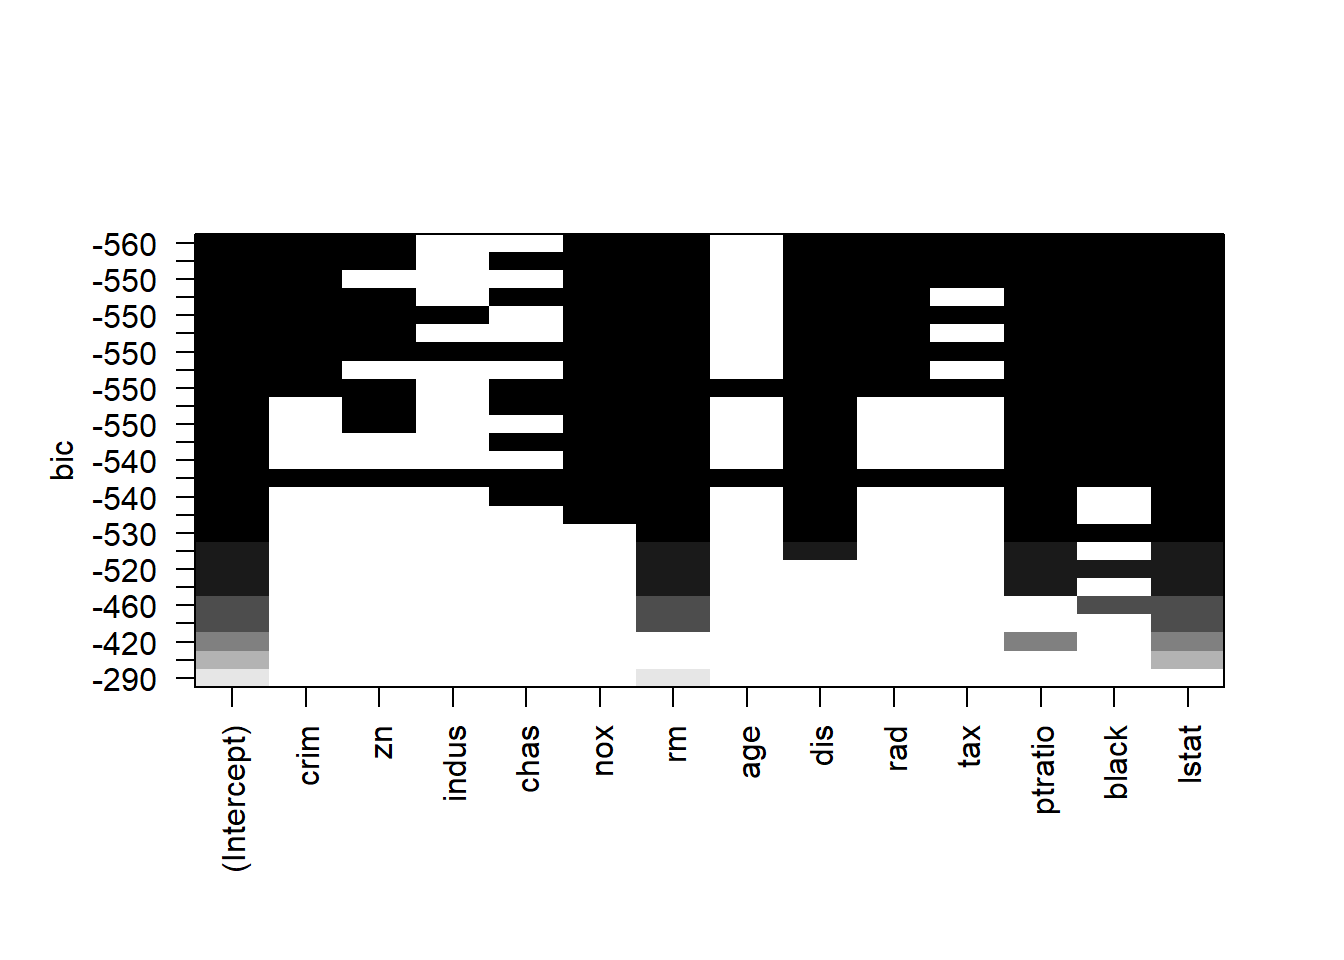 bic
-560
-550
-550
-550
-550
-550
-540
-540
-530
-520
-460
-420
-290
(Intercept)
crim
zn
indus
chas
nox
rm
age
dis
rad
tax
ptratio
black
lstat